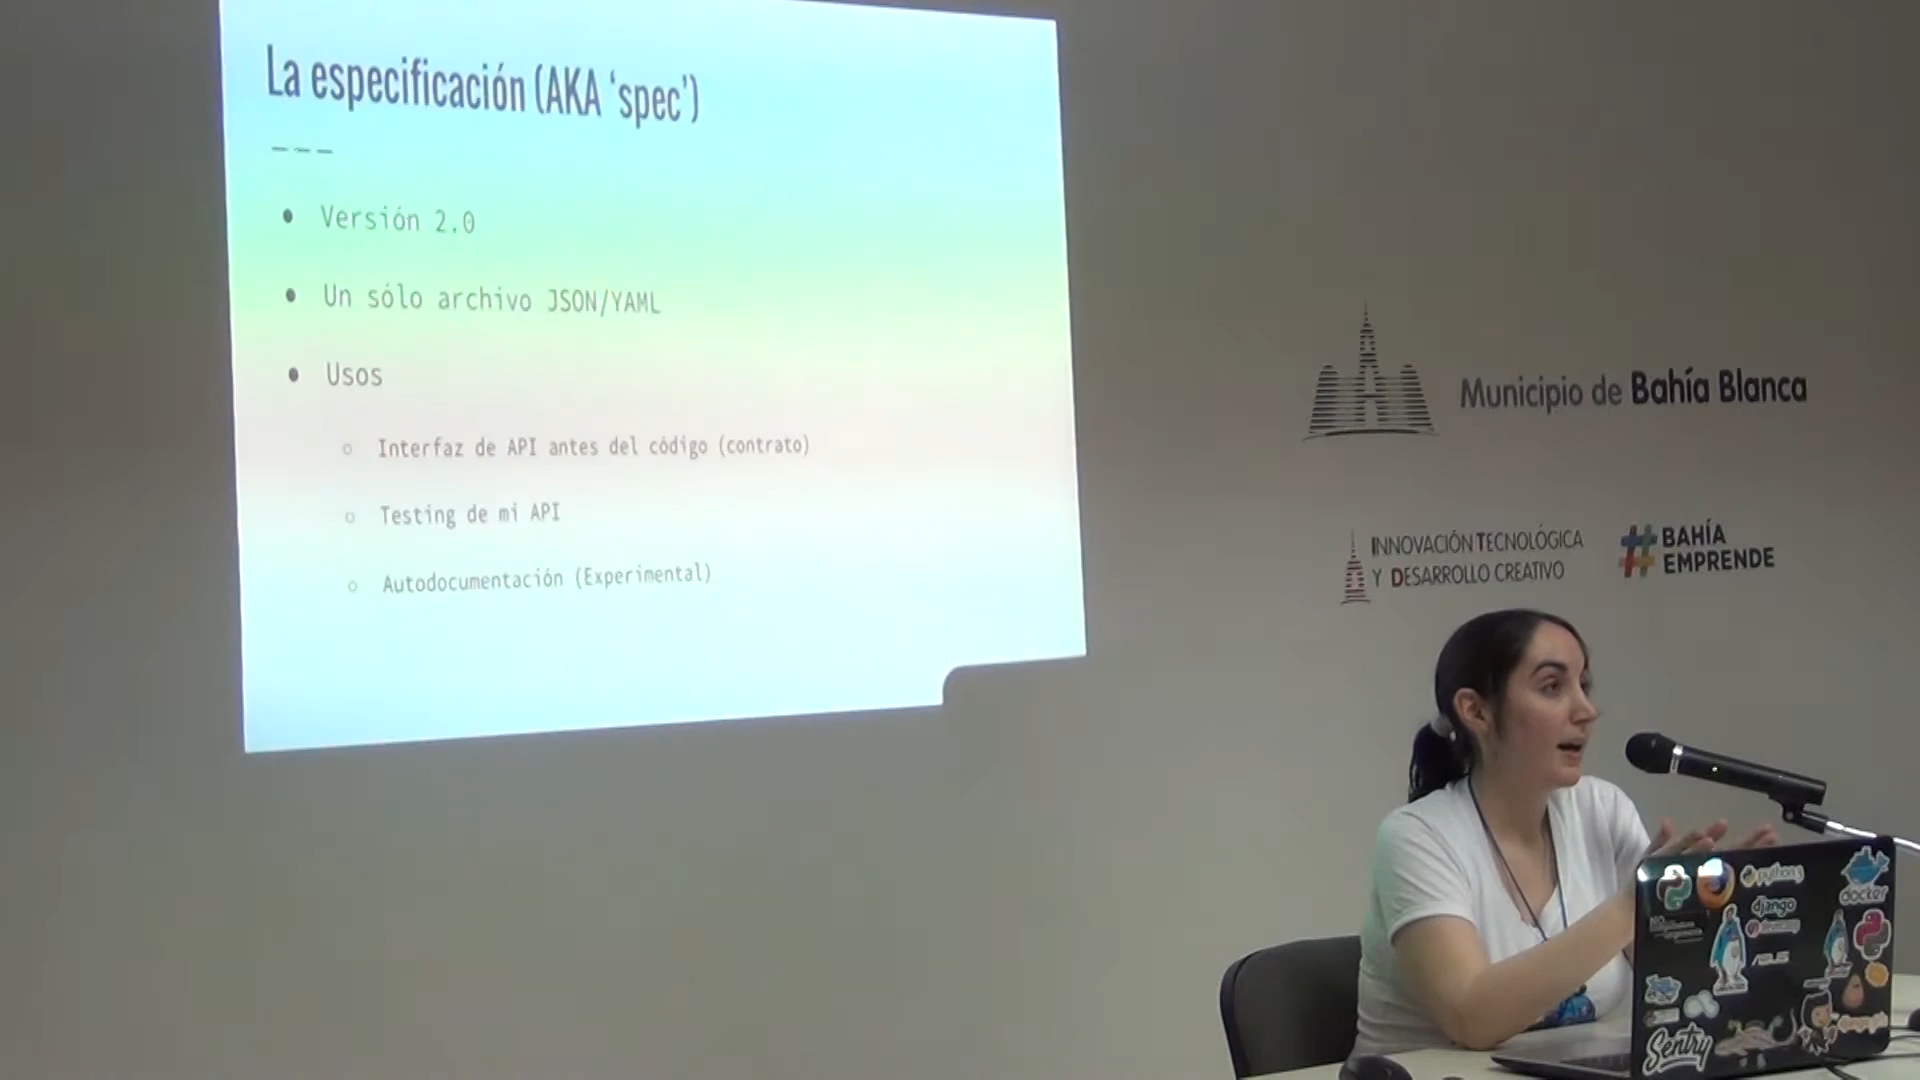 La especificación (AKA ‘spec’)
---
● Versión 2.0
● Un sólo archivo JSON/YAML
● Usos
○ Interfaz de API antes del código (contrato)
○ Testing de mi API
○ Autodocumentación (Experimental)
Municipio de Bahía Blanca
INNOVACIÓN TECNOLÓGICA
Y DESARROLLO CREATIVO
BAHÍA
EMPRENDE
python
docker
django
ASUS
Sentry